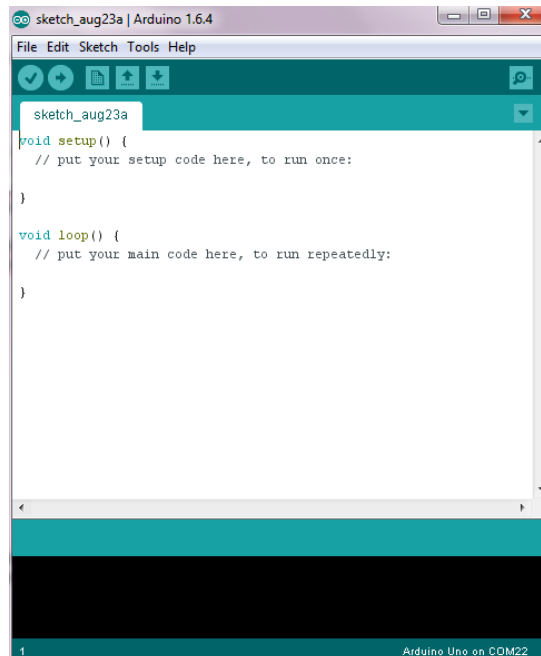 sketch_aug23a | Arduino 1.6.4
File Edit Sketch Tools Help
sketch_aug23a
void setup() {
  // put your setup code here, to run once:
}
void loop() {
  // put your main code here, to run repeatedly:
}
1 Arduino Uno on COM22